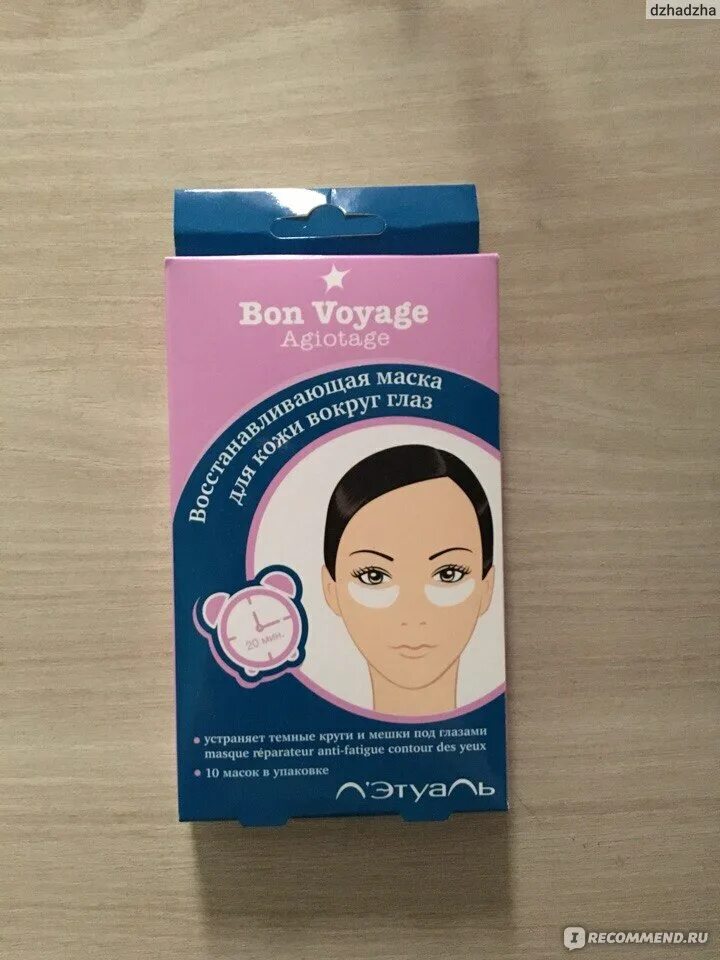 dzhadzha
Bon Voyage
Agiotage
Восстанавливающая маска
для кожи вокруг глаз
20 мин.
• устраняет темные круги и мешки под глазами
masque réparateur anti-fatigue contour des yeux
• 10 масок в упаковке
Л'Этуаль
IRECOMMEND.RU